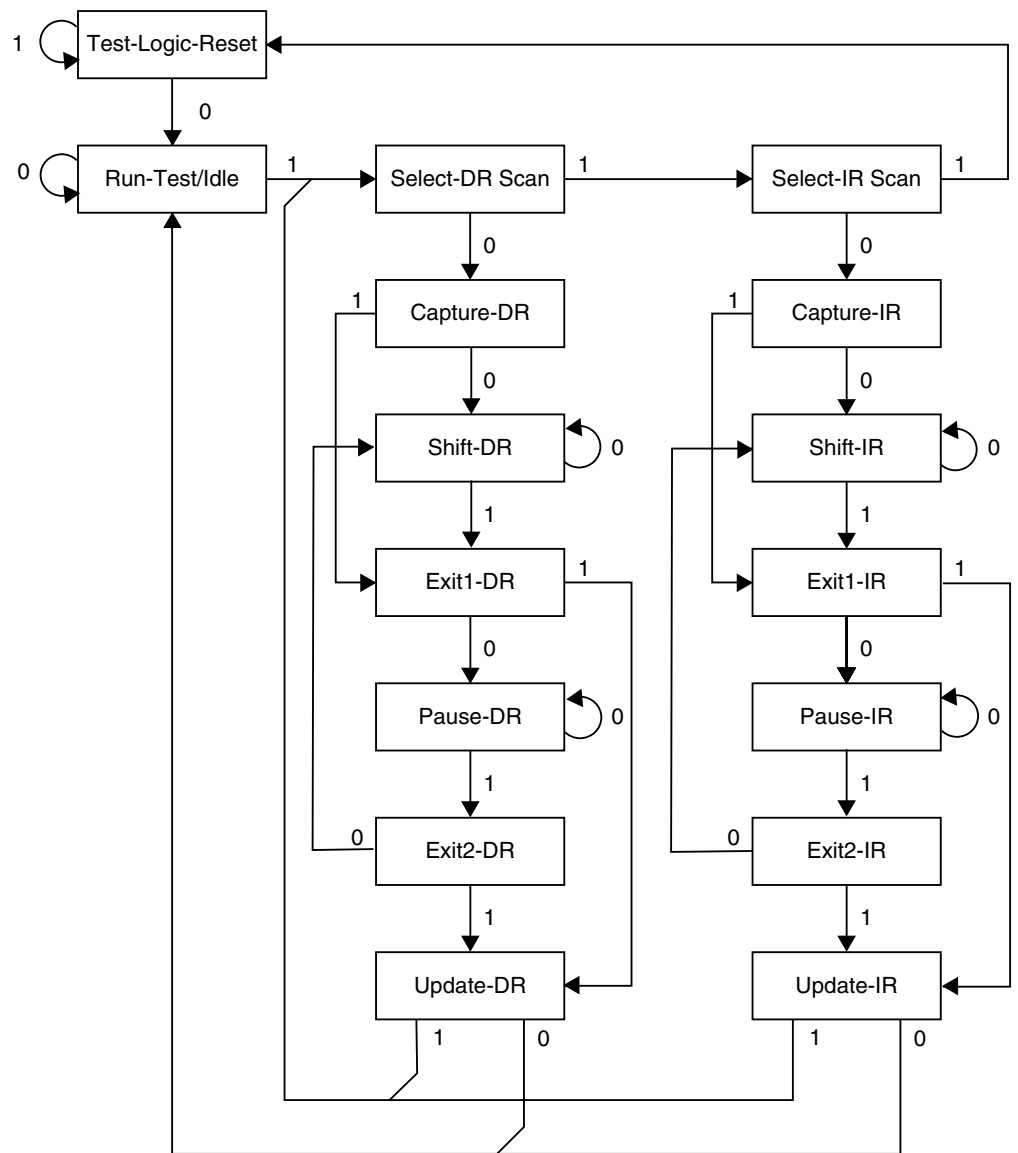 1
Test-Logic-Reset
0
0
Run-Test/Idle
1
Select-DR Scan
1
Select-IR Scan
1
0
0
1
Capture-DR
1
Capture-IR
0
0
Shift-DR
0
Shift-IR
0
1
1
Exit1-DR
1
Exit1-IR
1
0
0
Pause-DR
0
Pause-IR
0
1
1
0
Exit2-DR
0
Exit2-IR
1
1
Update-DR
Update-IR
1
0
1
0